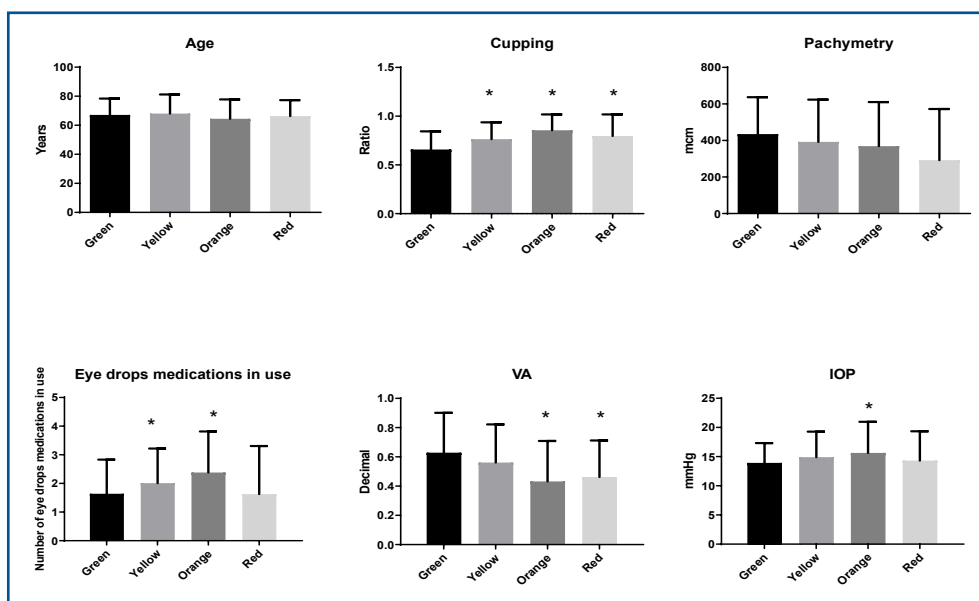 Age
Years
100
80
60
40
20
0
Green
Yellow
Orange
Red
Cupping
Ratio
1.5
1.0
0.5
0.0
*
*
*
Green
Yellow
Orange
Red
Pachymetry
mcm
800
600
400
200
0
Green
Yellow
Orange
Red
Eye drops medications in use
Number of eye drops medications in use
5
4
3
2
1
0
*
*
Green
Yellow
Orange
Red
VA
Decimal
1.0
0.8
0.6
0.4
0.2
0.0
*
*
Green
Yellow
Orange
Red
IOP
mmHg
25
20
15
10
5
0
*
Green
Yellow
Orange
Red